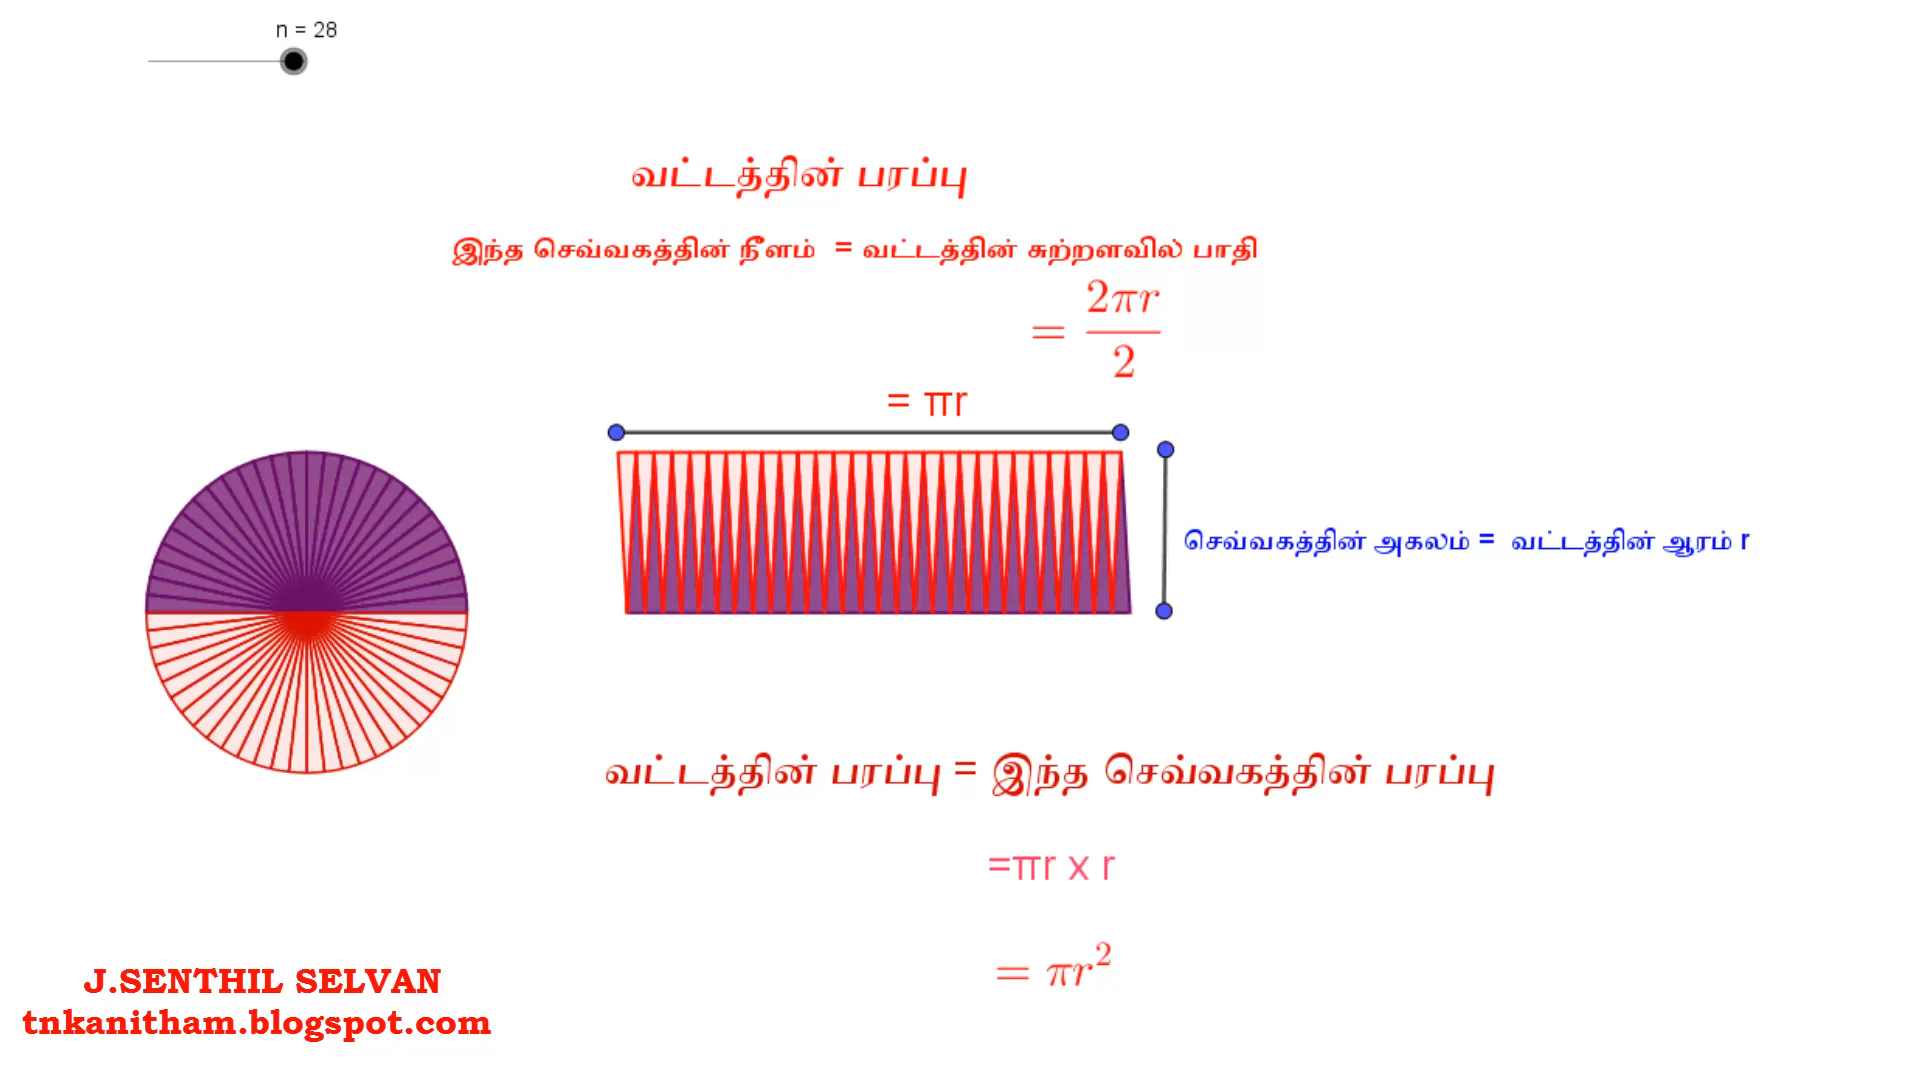 n = 28
வட்டத்தின் பரப்பு
இந்த செவ்வகத்தின் நீளம் = வட்டத்தின் சுற்றளவில் பாதி
= 2πr/2
= πr
செவ்வகத்தின் அகலம் = வட்டத்தின் ஆரம் r
வட்டத்தின் பரப்பு = இந்த செவ்வகத்தின் பரப்பு
=πr x r
= πr²
J.SENTHIL SELVAN
tnkanitham.blogspot.com